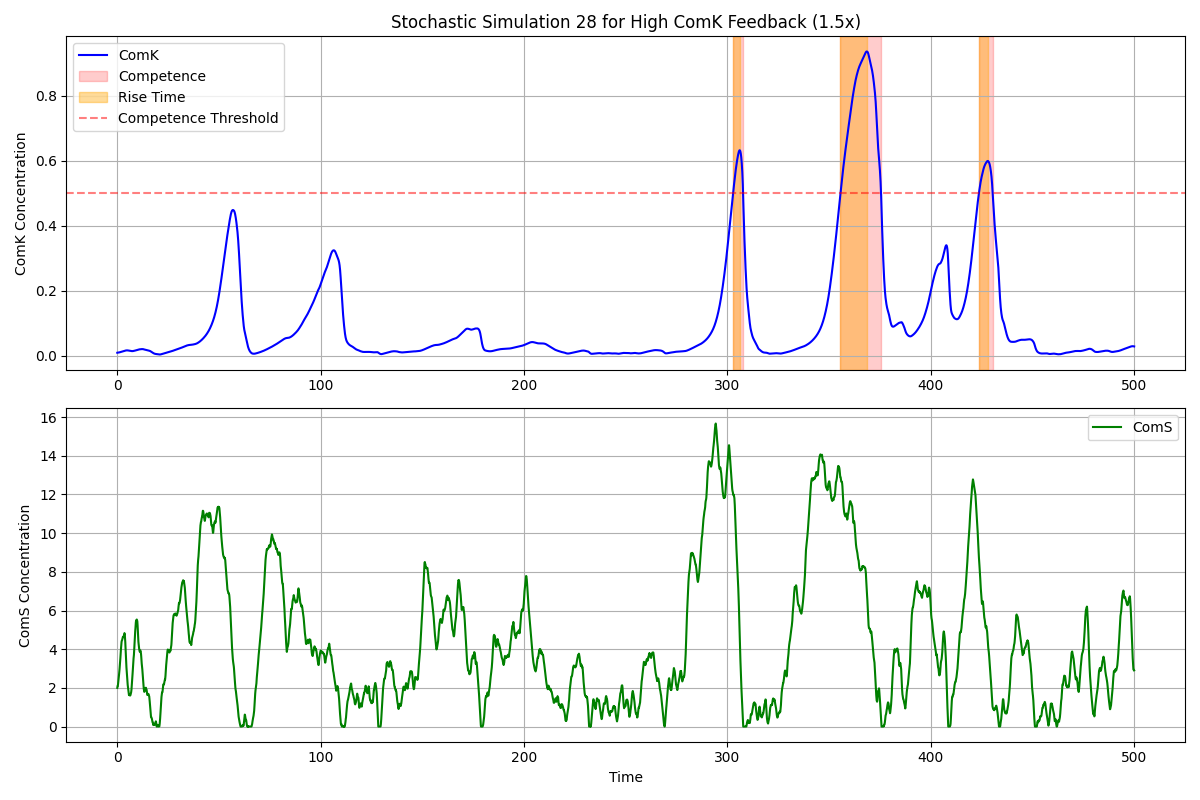 Stochastic Simulation 28 for High ComK Feedback (1.5x)
ComK
Competence
Rise Time
Competence Threshold
ComK Concentration
0.8
0.6
0.4
0.2
0.0
0 100 200 300 400 500
ComS
ComS Concentration
16
14
12
10
8
6
4
2
0
0 100 200 300 400 500
Time